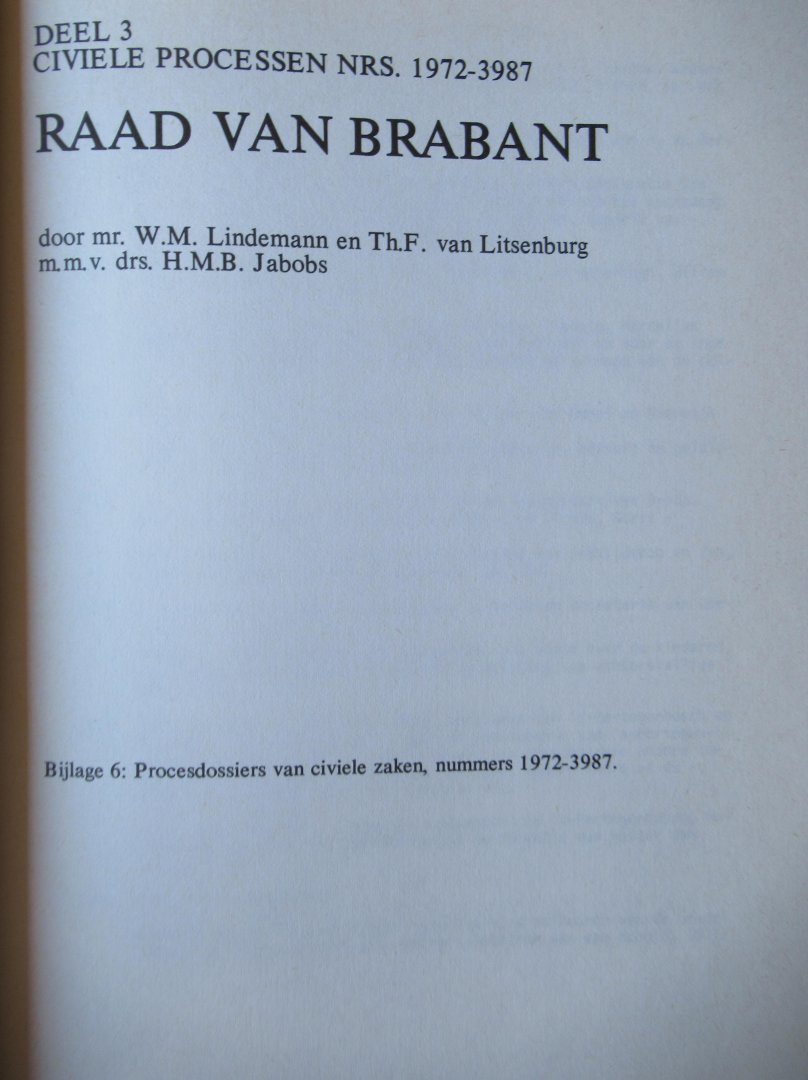 DEEL 3
CIVIELE PROCESSEN NRS. 1972-3987
RAAD VAN BRABANT
door mr. W.M. Lindemann en Th.F. van Litsenburg
m.m.v. drs. H.M.B. Jabobs
Bijlage 6: Procesdossiers van civiele zaken, nummers 1972-3987.